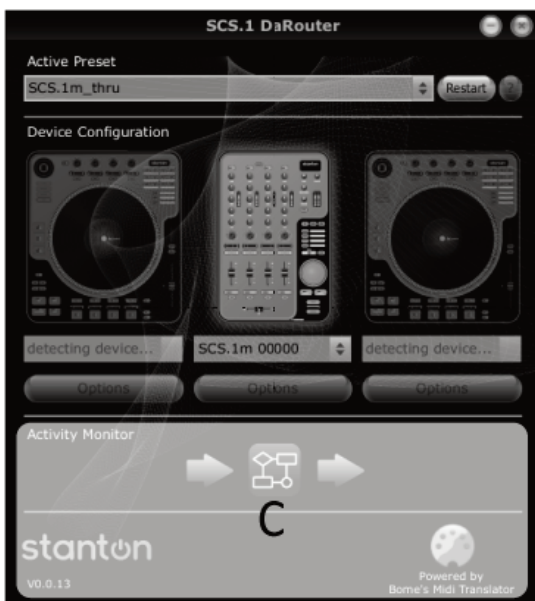 SCS.1 DaRouter
Active Preset
SCS.1m_thru
Restart ?
Device Configuration
detecting device... SCS.1m 00000 detecting device...
Options Options Options
Activity Monitor
C
stanton
V0.0.13
Powered by
Bome's Midi Translator